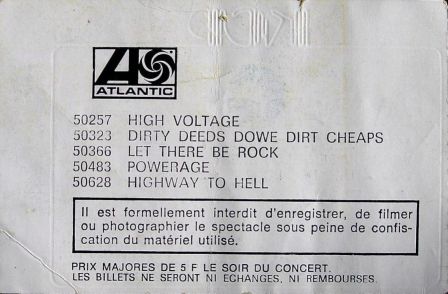 ATLANTIC
50257 HIGH VOLTAGE
50323 DIRTY DEEDS DOWE DIRT CHEAPS
50366 LET THERE BE ROCK
50483 POWERAGE
50628 HIGHWAY TO HELL
Il est formellement interdit d'enregistrer, de filmer
ou photographier le spectacle sous peine de confis-
cation du matériel utilisé.
PRIX MAJORES DE 5 F LE SOIR DU CONCERT.
LES BILLETS NE SERONT NI ECHANGES, NI REMBOURSES.